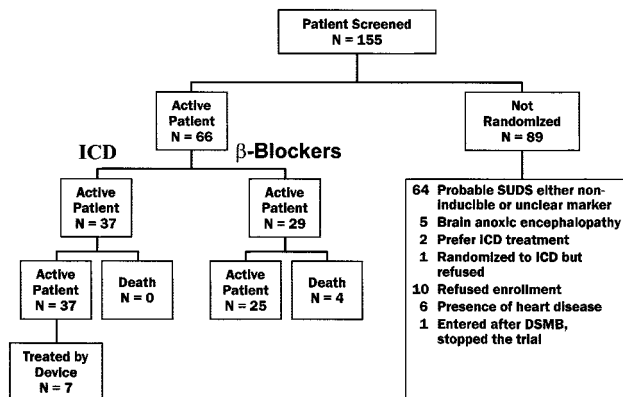 Patient Screened
N = 155
Active
Patient
N = 66
Not
Randomized
N = 89
ICD
β-Blockers
Active
Patient
N = 37
Active
Patient
N = 29
64 Probable SUDS either non-
inducible or unclear marker
5 Brain anoxic encephalopathy
2 Prefer ICD treatment
1 Randomized to ICD but
refused
10 Refused enrollment
6 Presence of heart disease
1 Entered after DSMB,
stopped the trial
Active
Patient
N = 37
Death
N = 0
Active
Patient
N = 25
Death
N = 4
Treated by
Device
N = 7